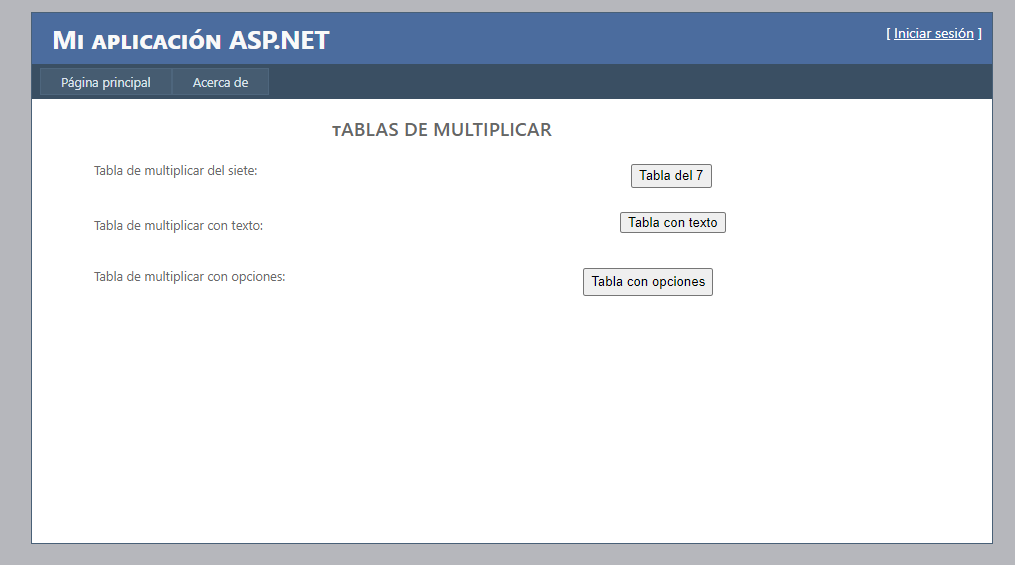 Mi aplicación ASP.NET
[ Iniciar sesión ]
Página principal
Acerca de
tABLAS DE MULTIPLICAR
Tabla de multiplicar del siete:
Tabla del 7
Tabla de multiplicar con texto:
Tabla con texto
Tabla de multiplicar con opciones:
Tabla con opciones